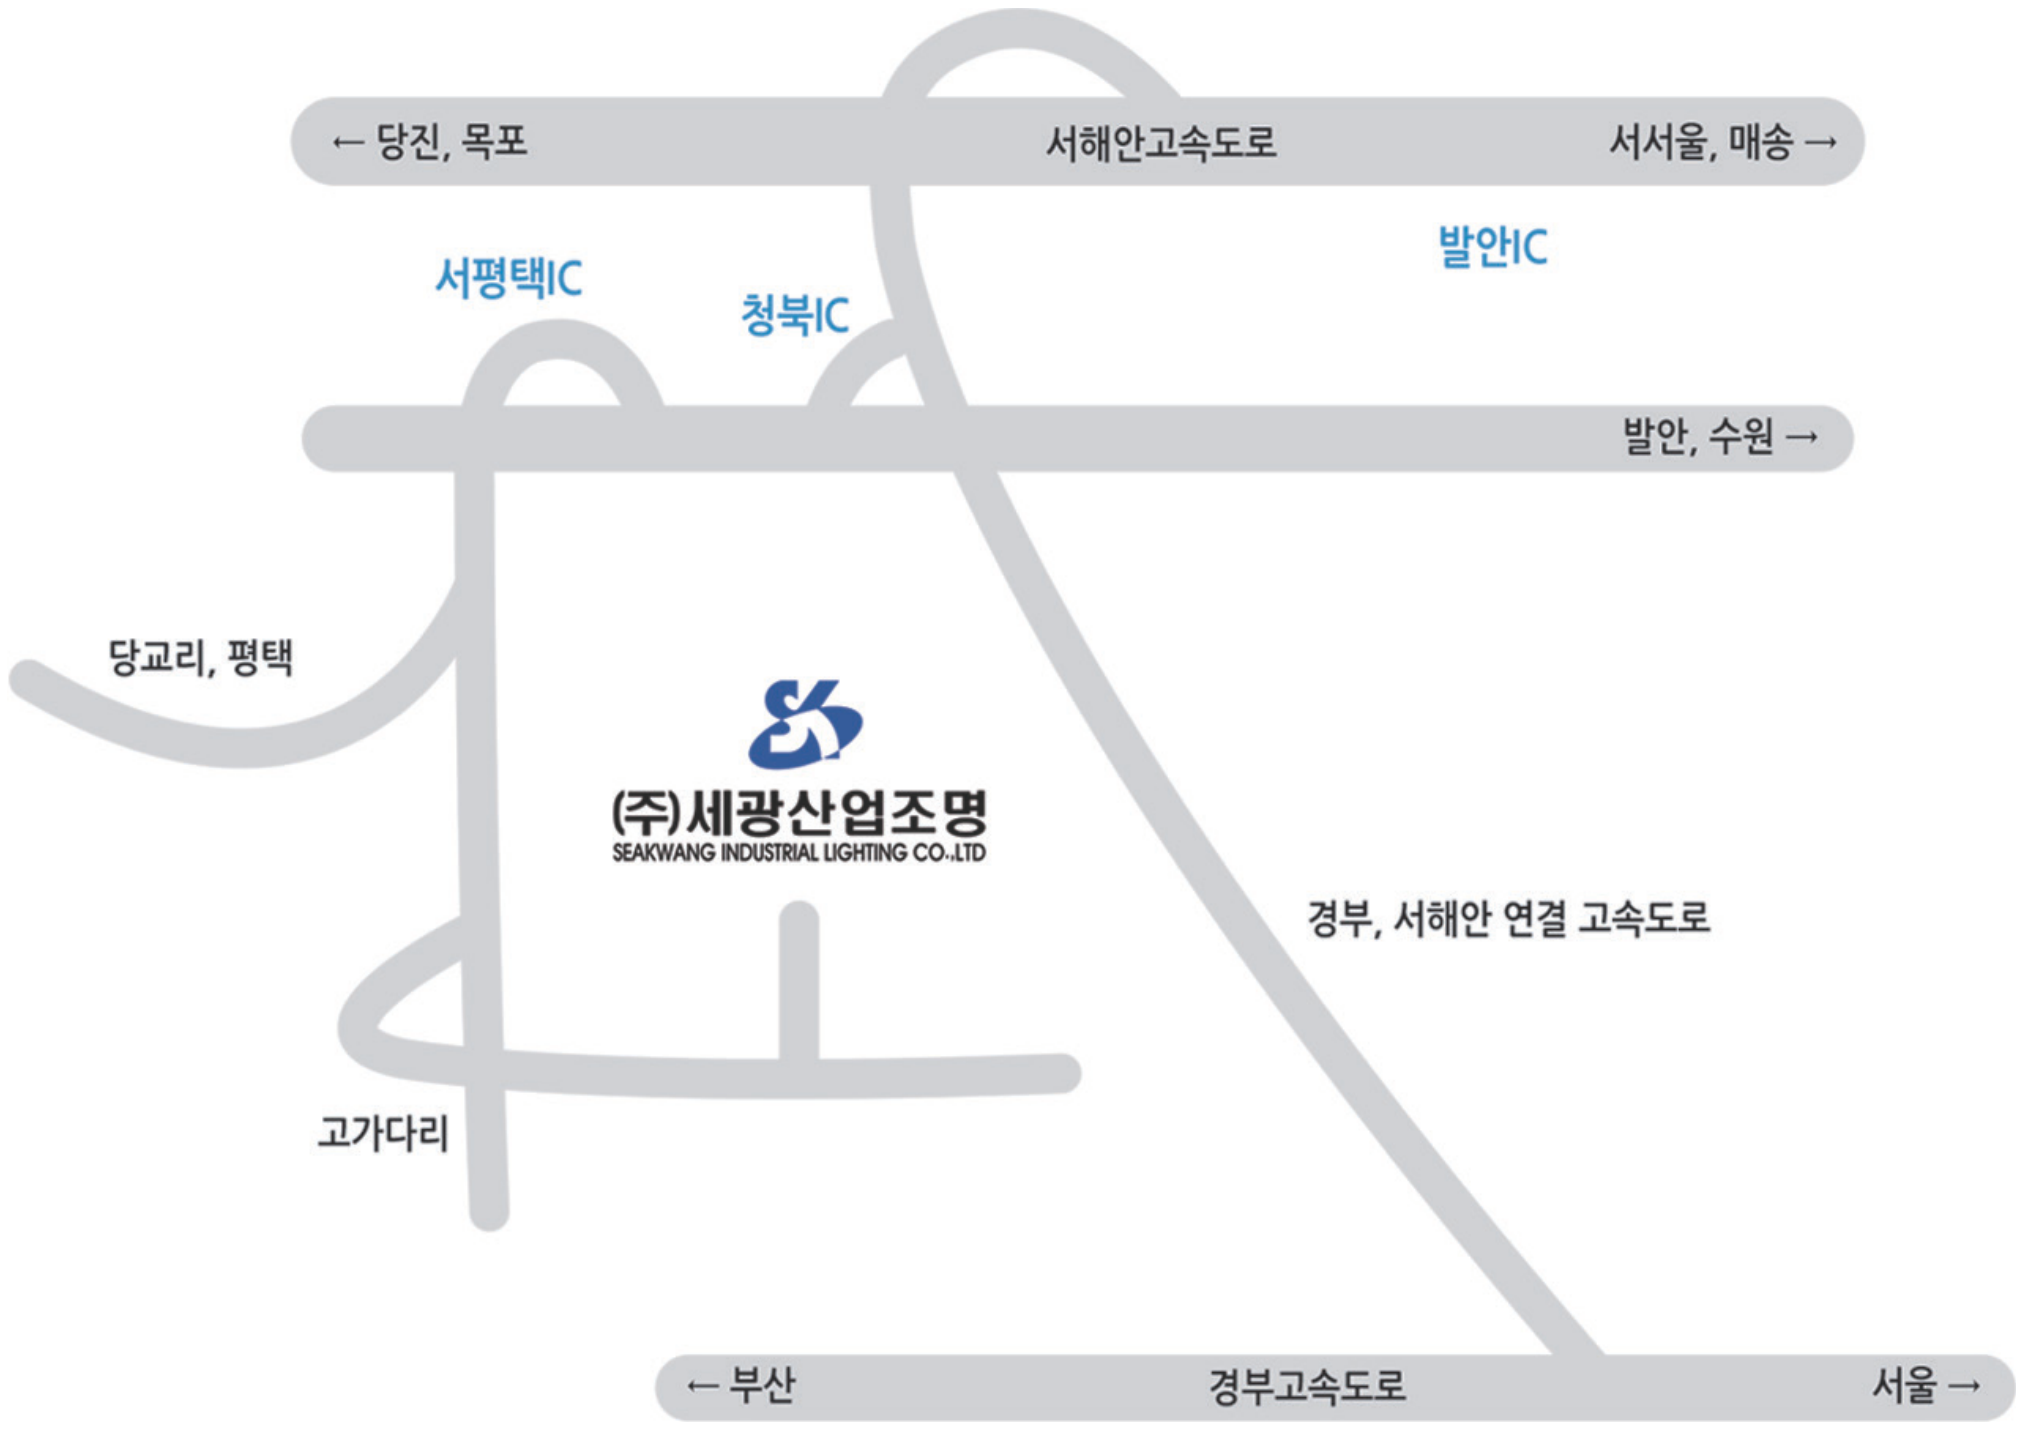 ← 당진, 목포
서해안고속도로
서서울, 매송 →
발안IC
서평택IC
청북IC
발안, 수원 →
당교리, 평택
(주)세광산업조명
SEAKWANG INDUSTRIAL LIGHTING CO.,LTD
경부, 서해안 연결 고속도로
고가다리
← 부산
경부고속도로
서울 →